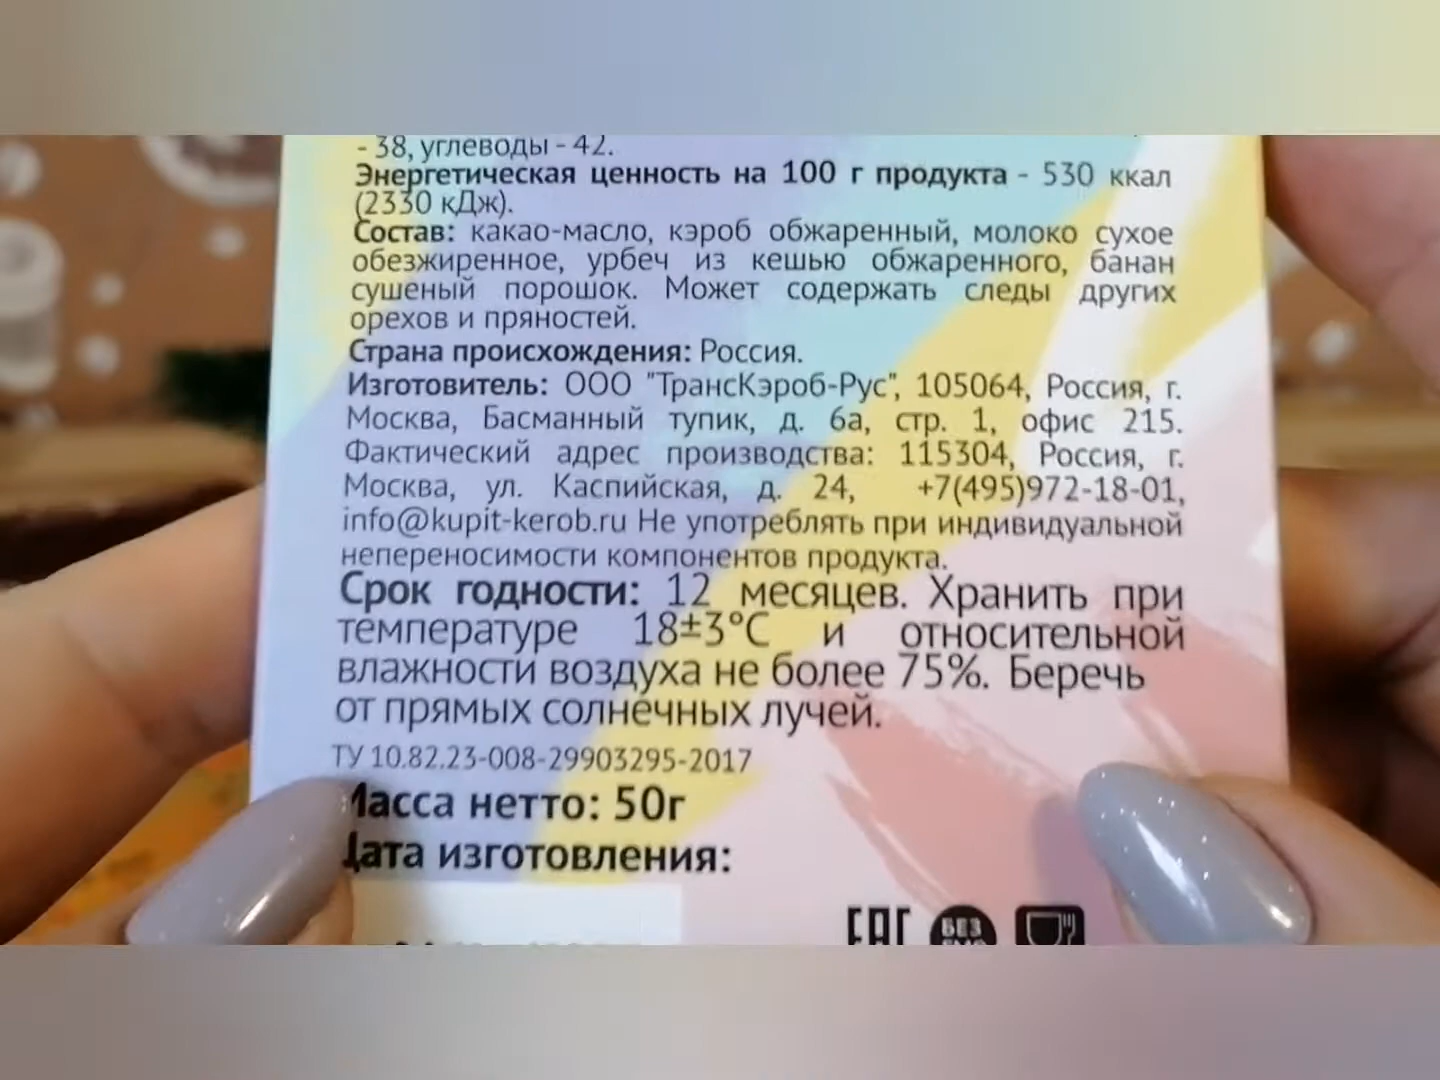 - 38, углеводы - 42.
Энергетическая ценность на 100 г продукта - 530 ккал
(2330 кДж).
Состав: какао-масло, кэроб обжаренный, молоко сухое
обезжиренное, урбеч из кешью обжаренного, банан
сушеный порошок. Может содержать следы других
орехов и пряностей.
Страна происхождения: Россия.
Изготовитель: ООО "ТрансКэроб-Рус", 105064, Россия, г.
Москва, Басманный тупик, д. 6а, стр. 1, офис 215.
Фактический адрес производства: 115304, Россия, г.
Москва, ул. Каспийская, д. 24, +7(495)972-18-01,
info@kupit-kerob.ru Не употреблять при индивидуальной
непереносимости компонентов продукта.
Срок годности: 12 месяцев. Хранить при
температуре 18±3°С и относительной
влажности воздуха не более 75%. Беречь
от прямых солнечных лучей.
ТУ 10.82.23-008-29903295-2017
Масса нетто: 50г
Дата изготовления:
ЕАС БЕЗ